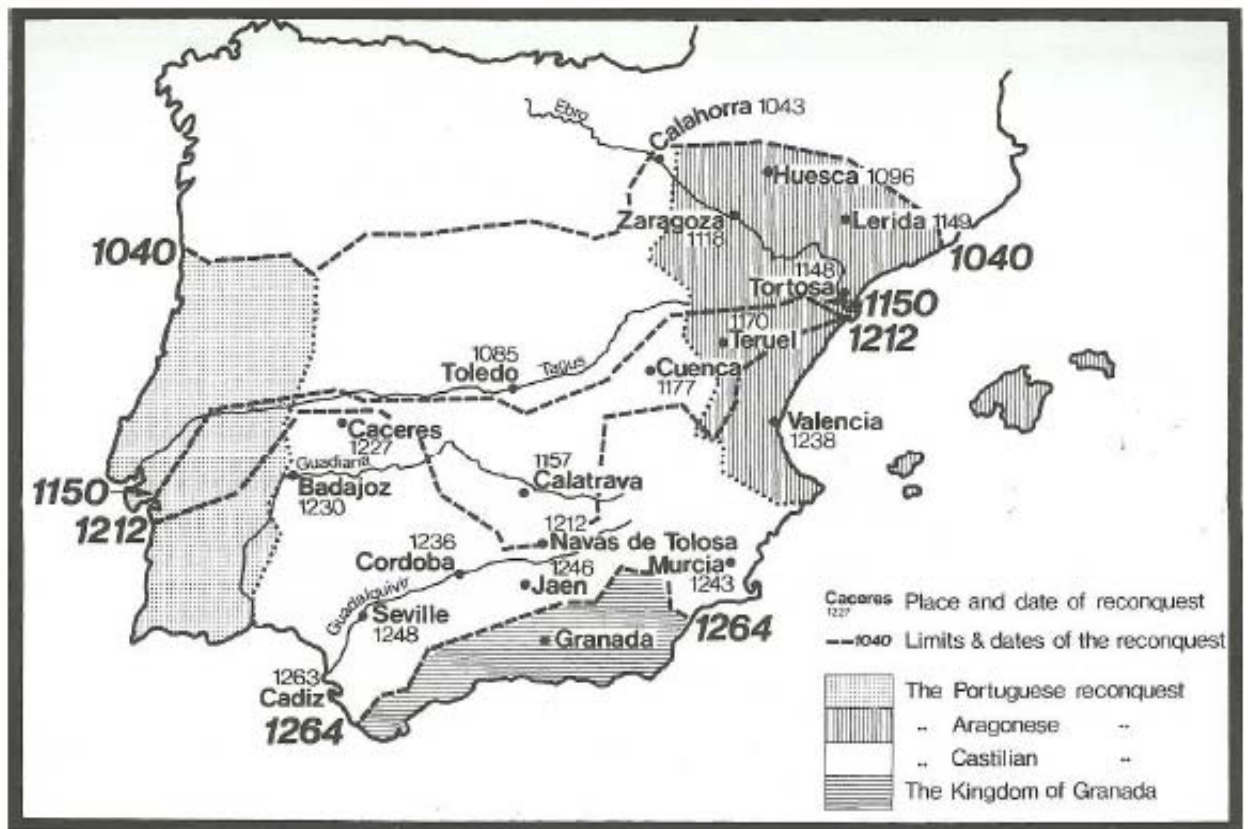 Ebro
Calahorra 1043
Huesca 1096
Zaragoza
1118
Lerida 1149
1040
1040
1148
Tortosa
1150
1212
1170
Teruel
1085
Toledo
Tagus
Cuenca
1177
Caceres
1227
Valencia
1238
Guadiana
1157
Calatrava
Badajoz
1230
1150
1212
1212
Navás de Tolosa
1236
Cordoba
1246
Jaen
Murcia
1243
Guadalquivir
Seville
1248
1264
Granada
1263
Cadiz
1264
Caceres Place and date of reconquest
1227
1040 Limits & dates of the reconquest
The Portuguese reconquest
„ Aragonese „
„ Castilian „
The Kingdom of Granada